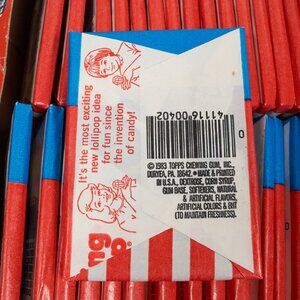 It's the most exciting
new lollipop idea
for fun since
the invention
of candy!
41116 00402
0
© 1983 TOPPS CHEWING GUM, INC.,
DURYEA, PA. 18642. • MADE & PRINTED
IN U.S.A., DEXTROSE, CORN SYRUP,
GUM BASE, SOFTENERS, NATURAL
& ARTIFICIAL FLAVORS,
ARTIFICIAL COLORS & BHT
(TO MAINTAIN FRESHNESS).
ng